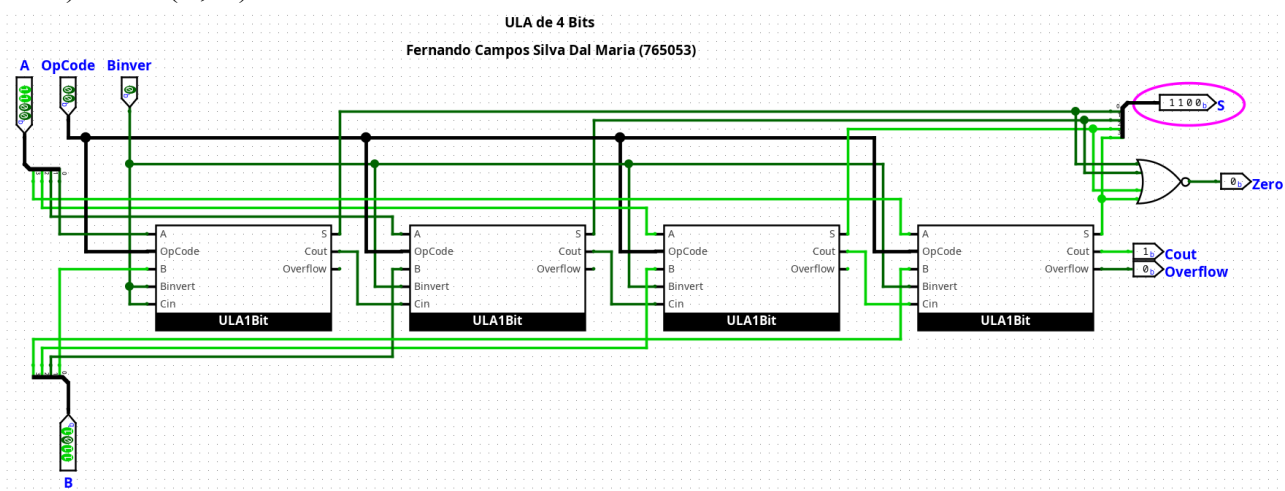 ULA de 4 Bits
Fernando Campos Silva Dal Maria (765053)
A OpCode Binver
1100b S
0b Zero
A S A S A S A S
OpCode Cout OpCode Cout OpCode Cout OpCode Cout 1b Cout
B Overflow B Overflow B Overflow B Overflow 0b Overflow
Binvert Binvert Binvert Binvert
Cin Cin Cin Cin
ULA1Bit ULA1Bit ULA1Bit ULA1Bit
B